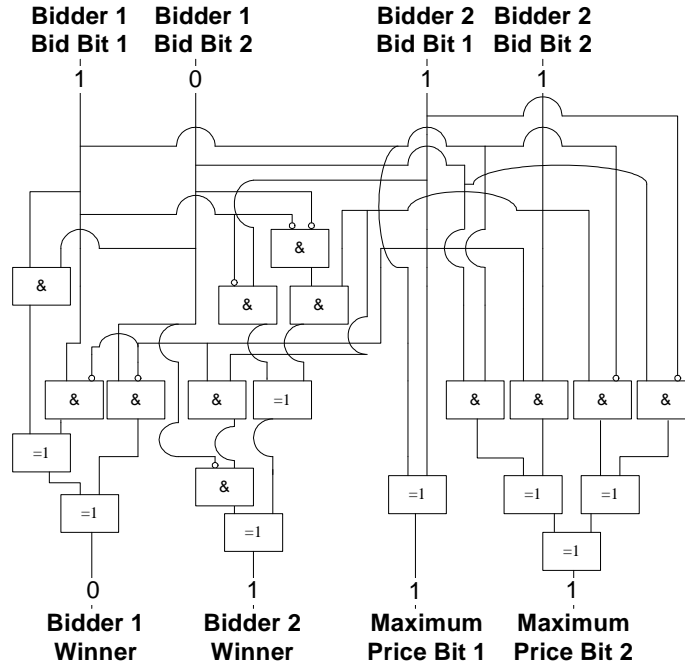 Bidder 1 Bidder 1 Bidder 2 Bidder 2
Bid Bit 1 Bid Bit 2 Bid Bit 1 Bid Bit 2
1 0 1 1
&
&
& &
& & & =1 & & & &
=1
&
=1 =1 =1
=1 =1
=1
0 1 1 1
Bidder 1 Bidder 2 Maximum Maximum
Winner Winner Price Bit 1 Price Bit 2